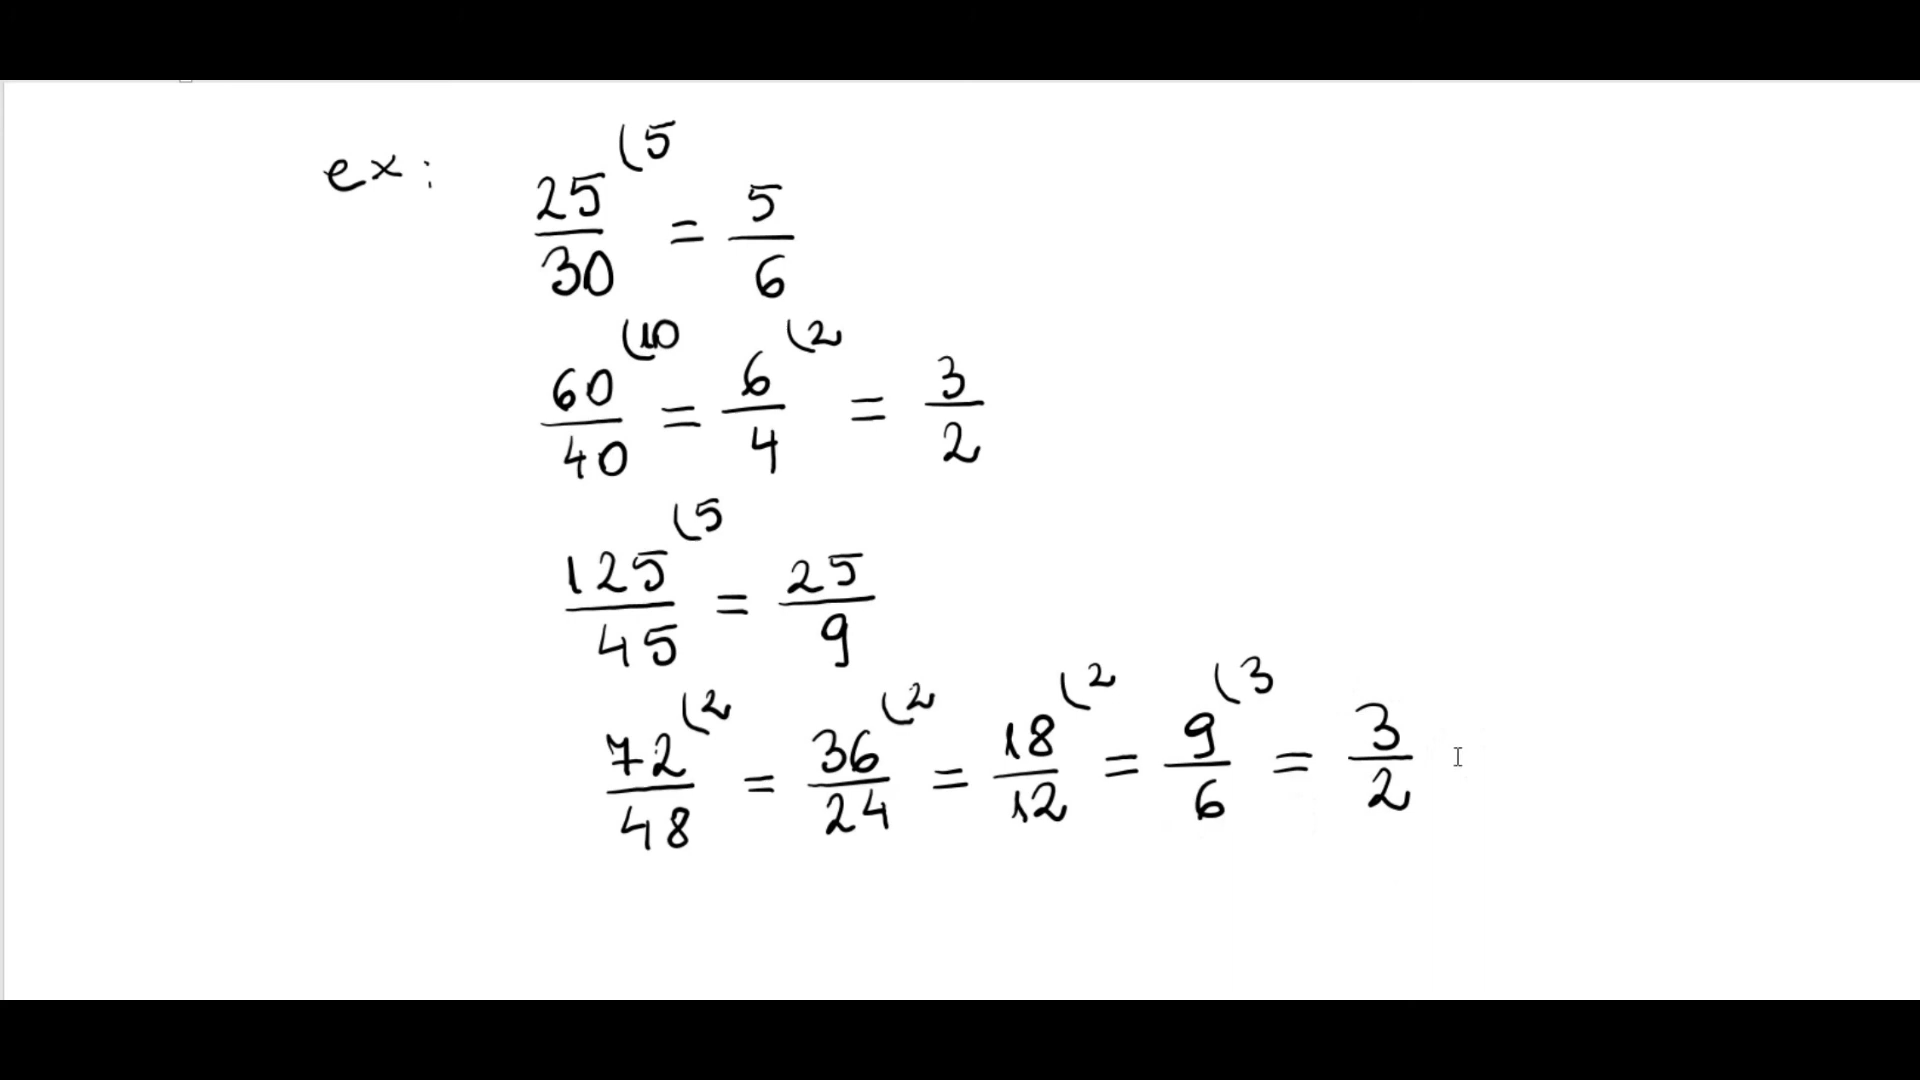 ex: 25/30 (5 = 5/6
60/40 (10 = 6/4 (2 = 3/2
125/45 (5 = 25/9
72/48 (2 = 36/24 (2 = 18/12 (2 = 9/6 (3 = 3/2